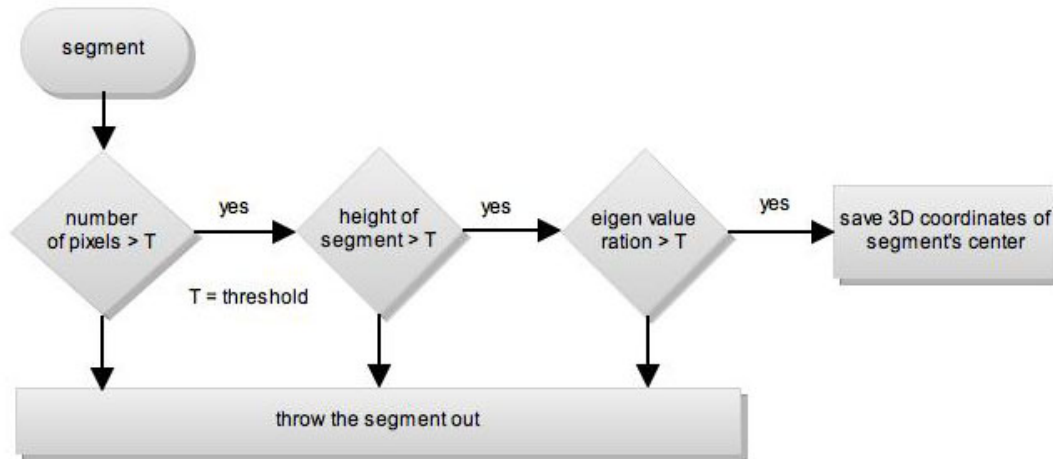 segment
number
of pixels > T
yes
height of
segment > T
yes
eigen value
ration > T
yes
save 3D coordinates of
segment's center
T = threshold
throw the segment out